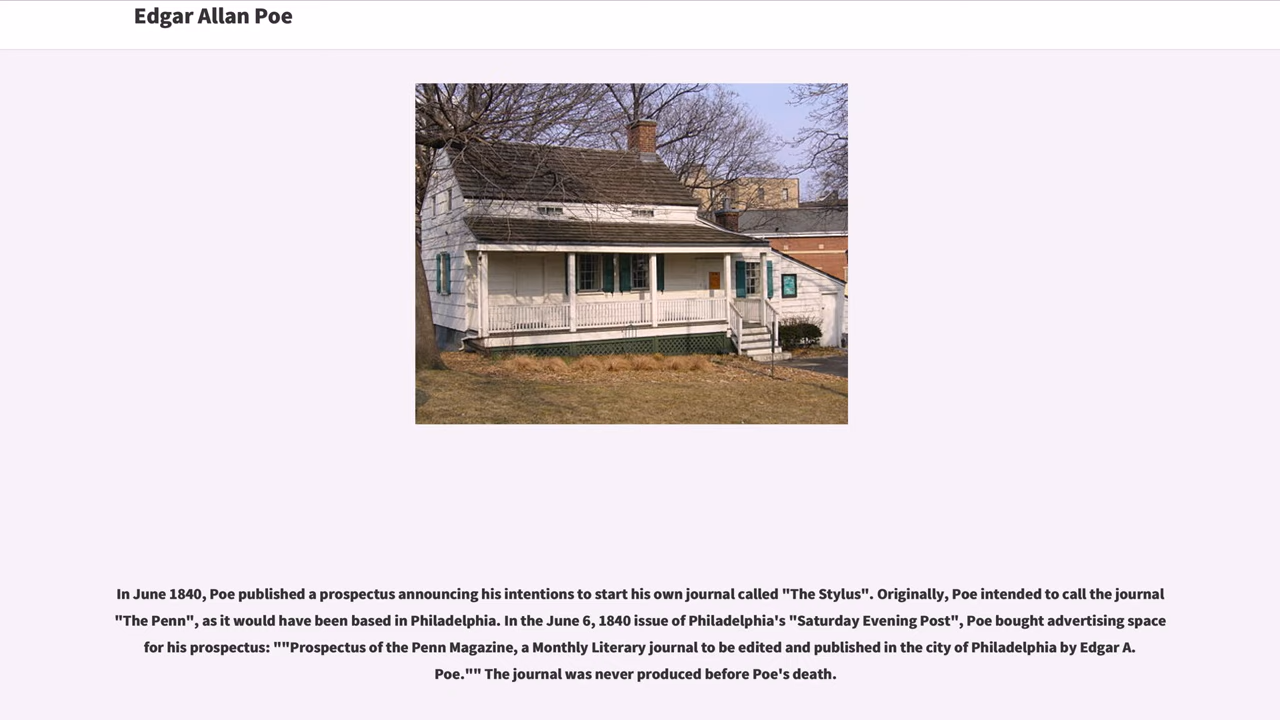 Edgar Allan Poe
In June 1840, Poe published a prospectus announcing his intentions to start his own journal called "The Stylus". Originally, Poe intended to call the journal
"The Penn", as it would have been based in Philadelphia. In the June 6, 1840 issue of Philadelphia's "Saturday Evening Post", Poe bought advertising space
for his prospectus: ""Prospectus of the Penn Magazine, a Monthly Literary journal to be edited and published in the city of Philadelphia by Edgar A.
Poe."" The journal was never produced before Poe's death.